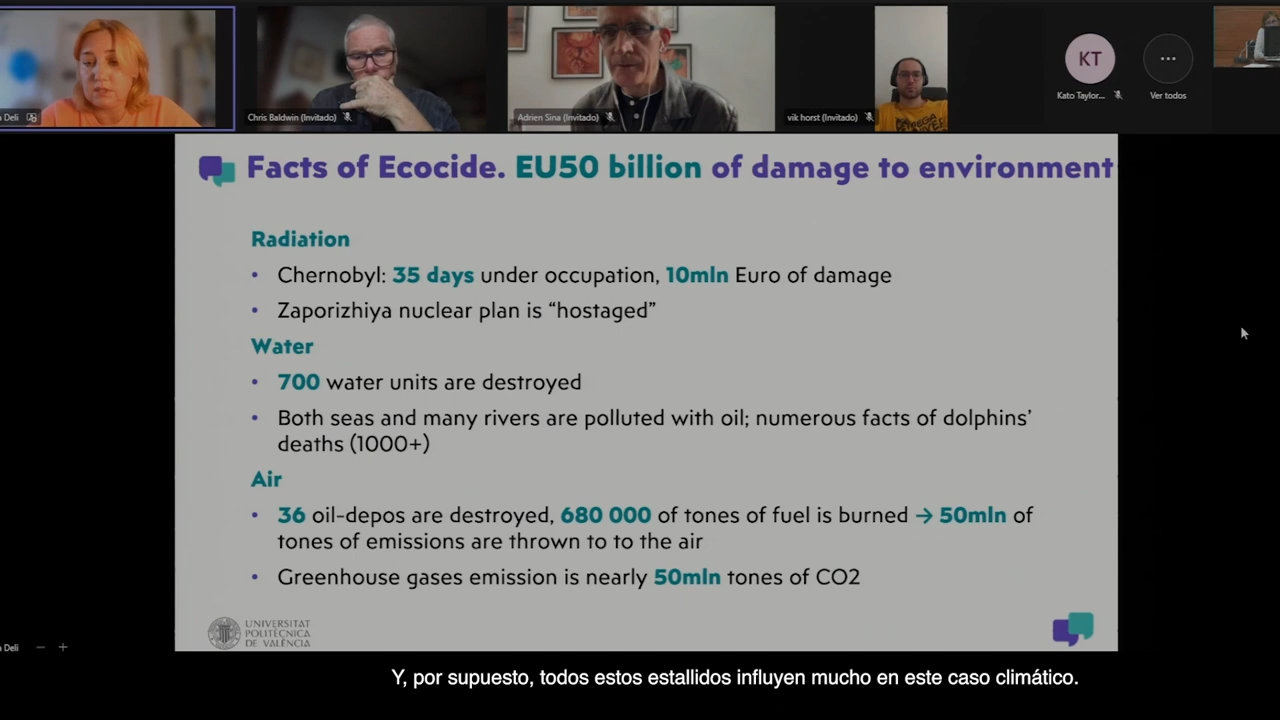 a Deli
Chris Baldwin (Invitado)
Adrien Sina (Invitado)
vik horst (Invitado)
KT
Kato Taylor...
Ver todos
Facts of Ecocide. EU50 billion of damage to environment
Radiation
• Chernobyl: 35 days under occupation, 10mln Euro of damage
• Zaporizhiya nuclear plan is “hostaged”
Water
• 700 water units are destroyed
• Both seas and many rivers are polluted with oil; numerous facts of dolphins’
deaths (1000+)
Air
• 36 oil-depos are destroyed, 680 000 of tones of fuel is burned → 50mln of
tones of emissions are thrown to to the air
• Greenhouse gases emission is nearly 50mln tones of CO2
UNIVERSITAT
POLITÈCNICA
DE VALÈNCIA
a Deli
Y, por supuesto, todos estos estallidos influyen mucho en este caso climático.